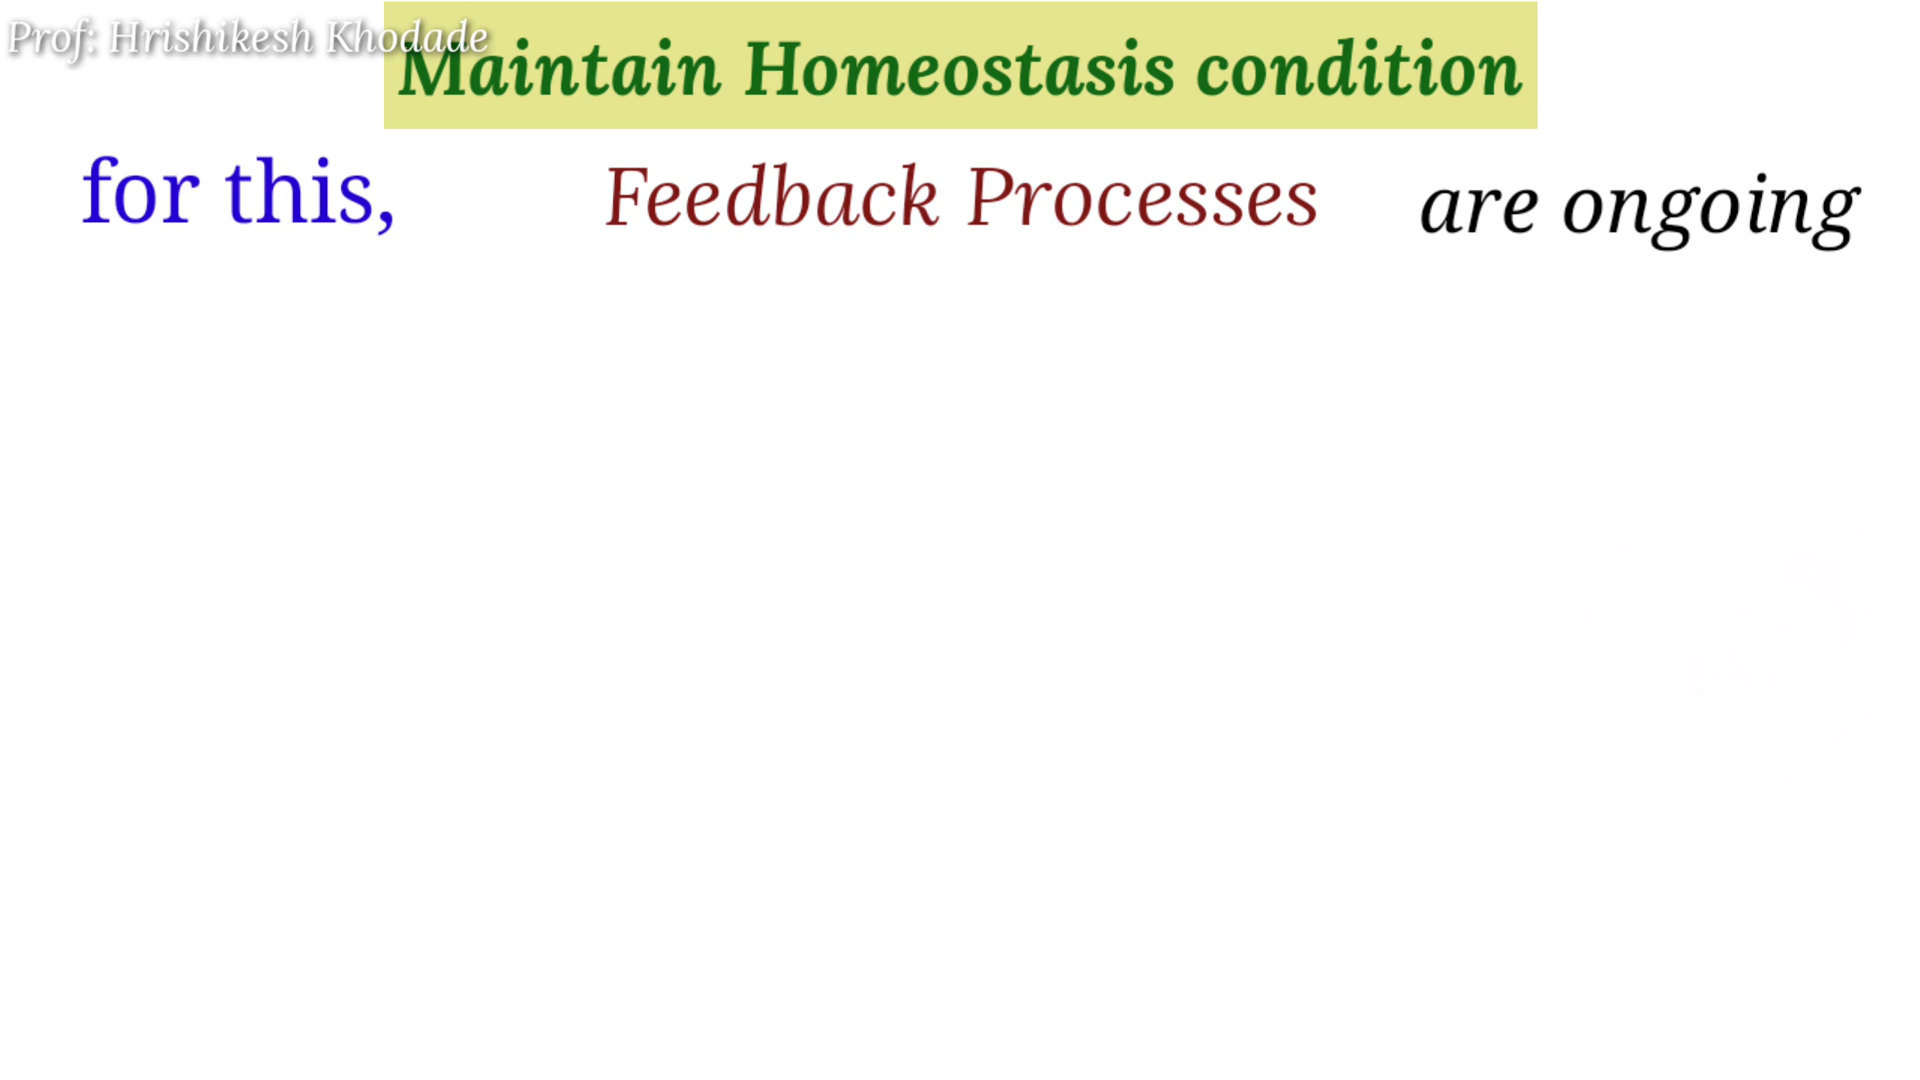 Prof: Hrishikesh Khodade
Maintain Homeostasis condition
for this, Feedback Processes are ongoing